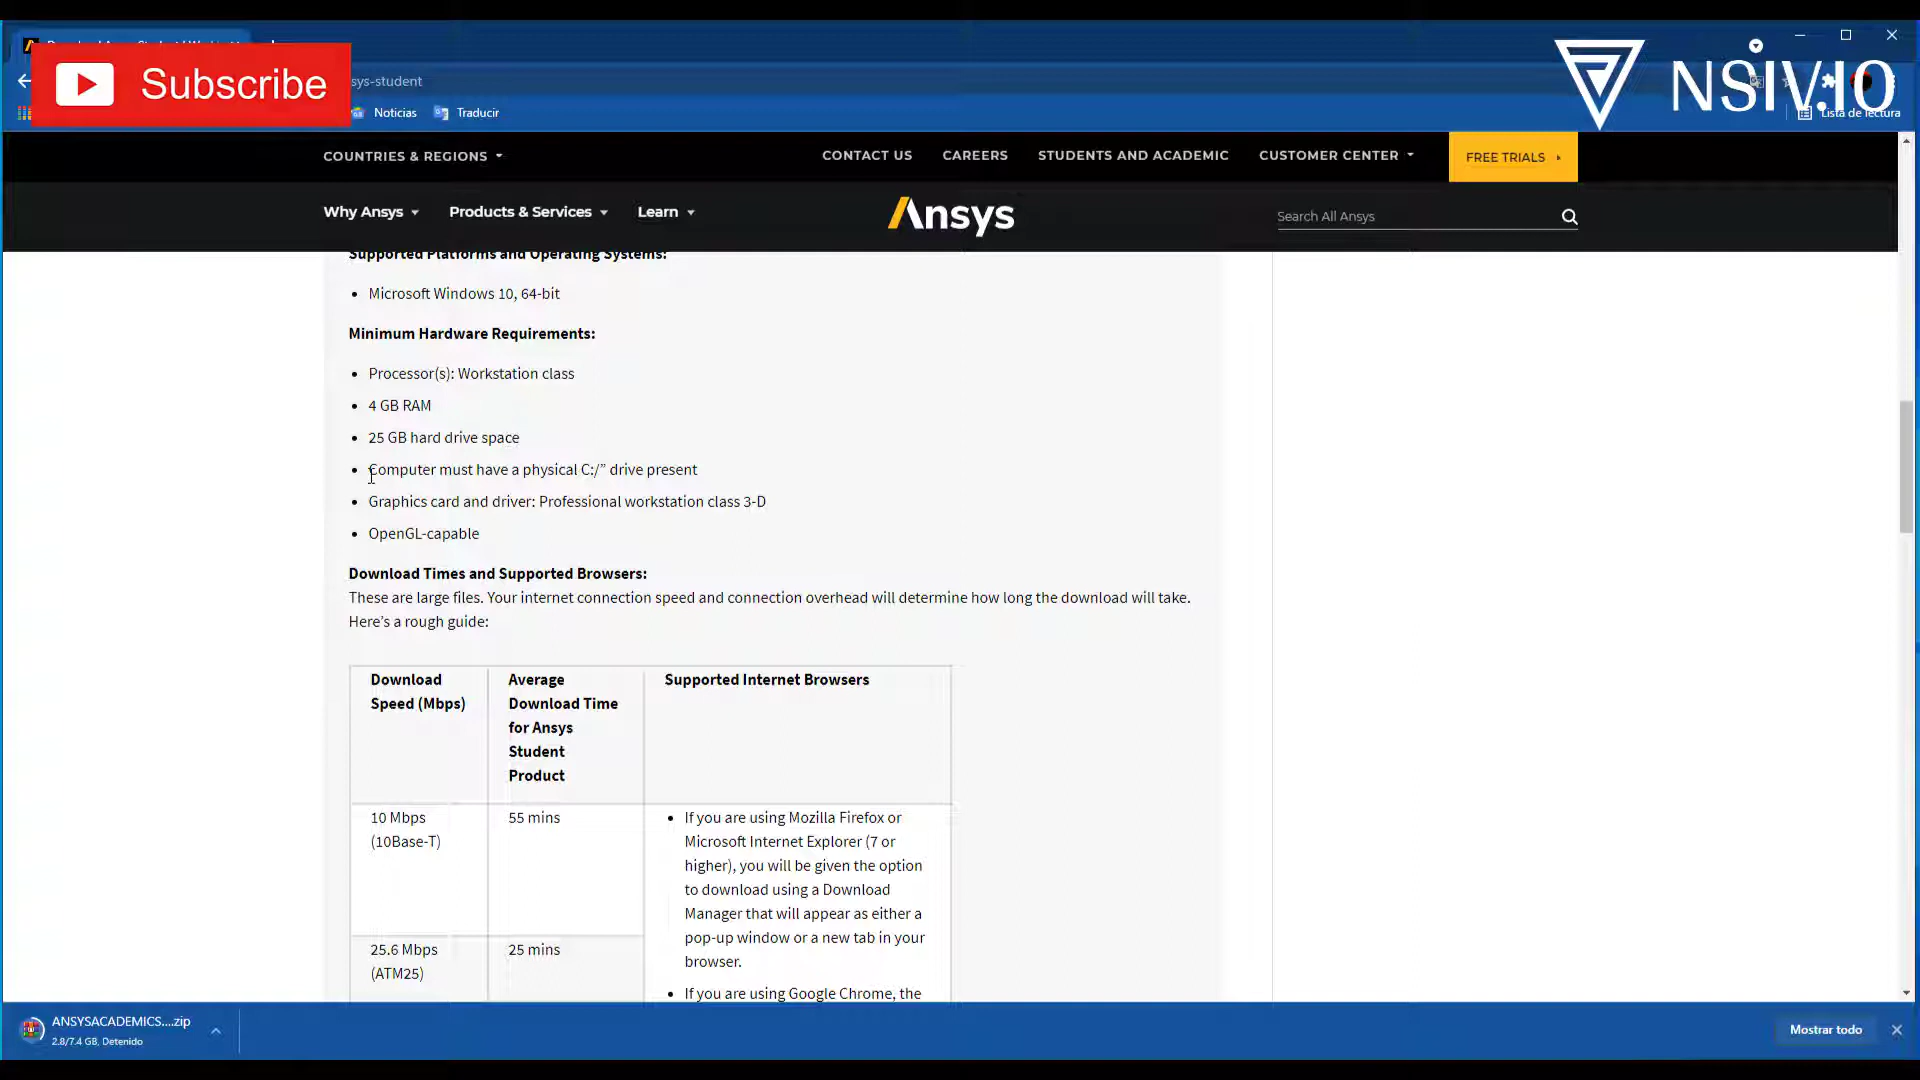 Subscribe
sys-student
NSIV.IO
Noticias
Traducir
Lista de lectura
COUNTRIES & REGIONS
CONTACT US
CAREERS
STUDENTS AND ACADEMIC
CUSTOMER CENTER
FREE TRIALS
Why Ansys
Products & Services
Learn
Ansys
Search All Ansys
Supported Platforms and Operating Systems:
• Microsoft Windows 10, 64-bit
Minimum Hardware Requirements:
• Processor(s): Workstation class
• 4 GB RAM
• 25 GB hard drive space
• Computer must have a physical C:/” drive present
• Graphics card and driver: Professional workstation class 3-D
• OpenGL-capable
Download Times and Supported Browsers:
These are large files. Your internet connection speed and connection overhead will determine how long the download will take.
Here’s a rough guide:
Download
Speed (Mbps)
Average
Download Time
for Ansys
Student
Product
Supported Internet Browsers
10 Mbps
(10Base-T)
55 mins
• If you are using Mozilla Firefox or
Microsoft Internet Explorer (7 or
higher), you will be given the option
to download using a Download
Manager that will appear as either a
pop-up window or a new tab in your
browser.
25.6 Mbps
(ATM25)
25 mins
• If you are using Google Chrome, the
ANSYSACADEMICS....zip
2.8/7.4 GB, Detenido
Mostrar todo